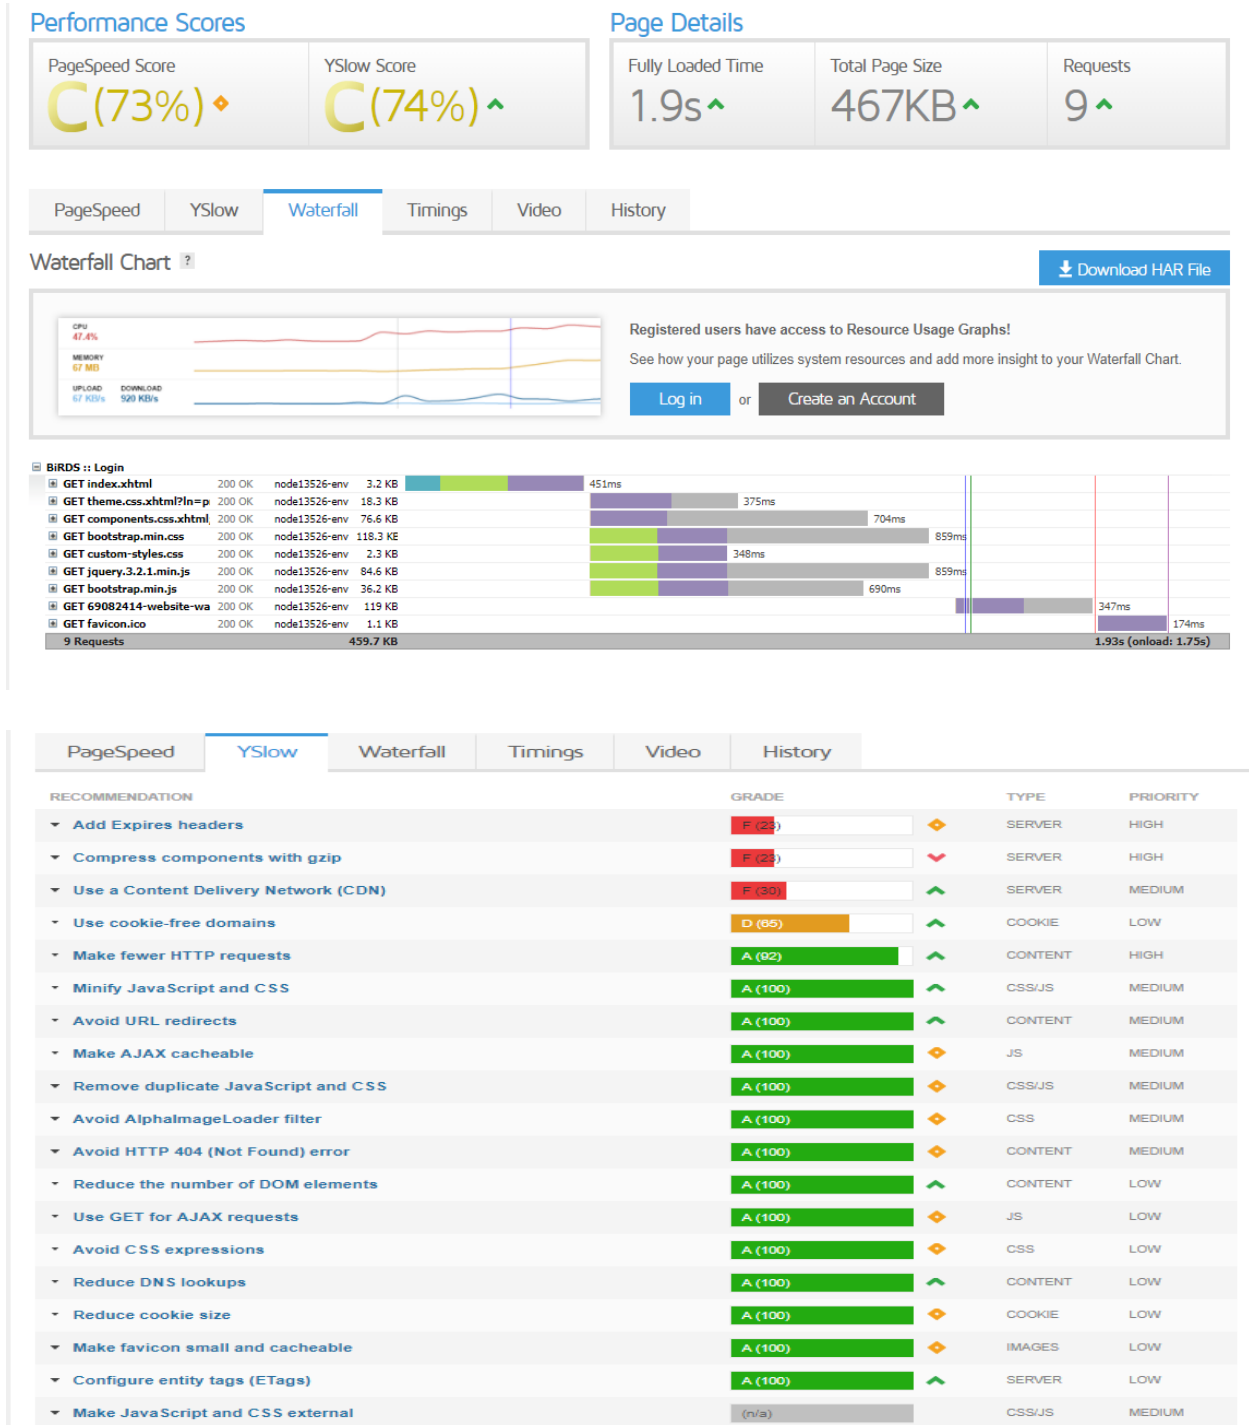 Performance Scores
Page Details
PageSpeed Score
YSlow Score
Fully Loaded Time
Total Page Size
Requests
C (73%)
C (74%)
1.9s
467KB
9
PageSpeed YSlow Waterfall Timings Video History
Waterfall Chart ?
Download HAR File
CPU
47.4%
MEMORY
67 MB
UPLOAD DOWNLOAD
67 KB/s 920 KB/s
Registered users have access to Resource Usage Graphs!
See how your page utilizes system resources and add more insight to your Waterfall Chart.
Log in or Create an Account
BiRDS :: Login
GET index.xhtml 200 OK node13526-env 3.2 KB 451ms
GET theme.css.xhtml?ln=p 200 OK node13526-env 18.3 KB 375ms
GET components.css.xhtml 200 OK node13526-env 76.6 KB 704ms
GET bootstrap.min.css 200 OK node13526-env 118.3 KB 859ms
GET custom-styles.css 200 OK node13526-env 2.3 KB 348ms
GET jquery.3.2.1.min.js 200 OK node13526-env 84.6 KB 859ms
GET bootstrap.min.js 200 OK node13526-env 36.2 KB 690ms
GET 69082414-website-wa 200 OK node13526-env 119 KB 347ms
GET favicon.ico 200 OK node13526-env 1.1 KB 174ms
9 Requests 459.7 KB 1.93s (onload: 1.75s)
PageSpeed YSlow Waterfall Timings Video History
RECOMMENDATION GRADE TYPE PRIORITY
Add Expires headers F (23) SERVER HIGH
Compress components with gzip F (23) SERVER HIGH
Use a Content Delivery Network (CDN) F (30) SERVER MEDIUM
Use cookie-free domains D (65) COOKIE LOW
Make fewer HTTP requests A (92) CONTENT HIGH
Minify JavaScript and CSS A (100) CSS/JS MEDIUM
Avoid URL redirects A (100) CONTENT MEDIUM
Make AJAX cacheable A (100) JS MEDIUM
Remove duplicate JavaScript and CSS A (100) CSS/JS MEDIUM
Avoid AlphaImageLoader filter A (100) CSS MEDIUM
Avoid HTTP 404 (Not Found) error A (100) CONTENT MEDIUM
Reduce the number of DOM elements A (100) CONTENT LOW
Use GET for AJAX requests A (100) JS LOW
Avoid CSS expressions A (100) CSS LOW
Reduce DNS lookups A (100) CONTENT LOW
Reduce cookie size A (100) COOKIE LOW
Make favicon small and cacheable A (100) IMAGES LOW
Configure entity tags (ETags) A (100) SERVER LOW
Make JavaScript and CSS external (n/a) CSS/JS MEDIUM